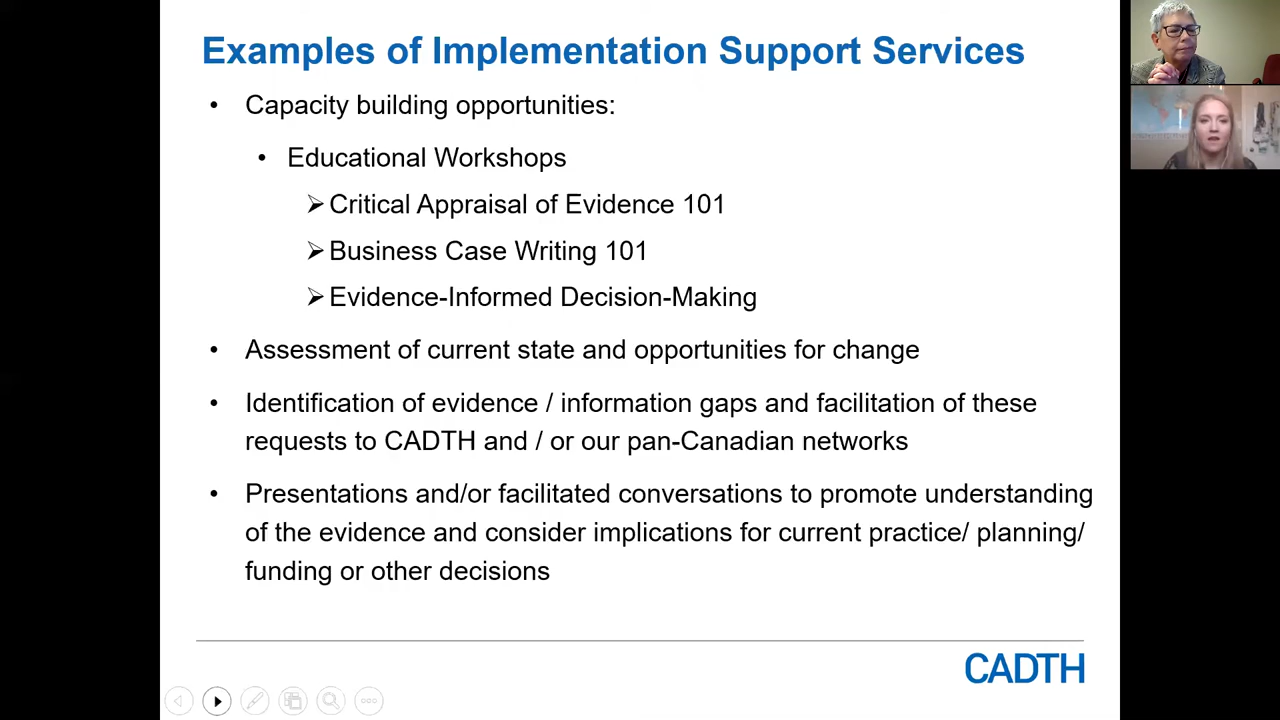 Examples of Implementation Support Services
• Capacity building opportunities:
• Educational Workshops
➢ Critical Appraisal of Evidence 101
➢ Business Case Writing 101
➢ Evidence-Informed Decision-Making
• Assessment of current state and opportunities for change
• Identification of evidence / information gaps and facilitation of these
requests to CADTH and / or our pan-Canadian networks
• Presentations and/or facilitated conversations to promote understanding
of the evidence and consider implications for current practice/ planning/
funding or other decisions
CADTH